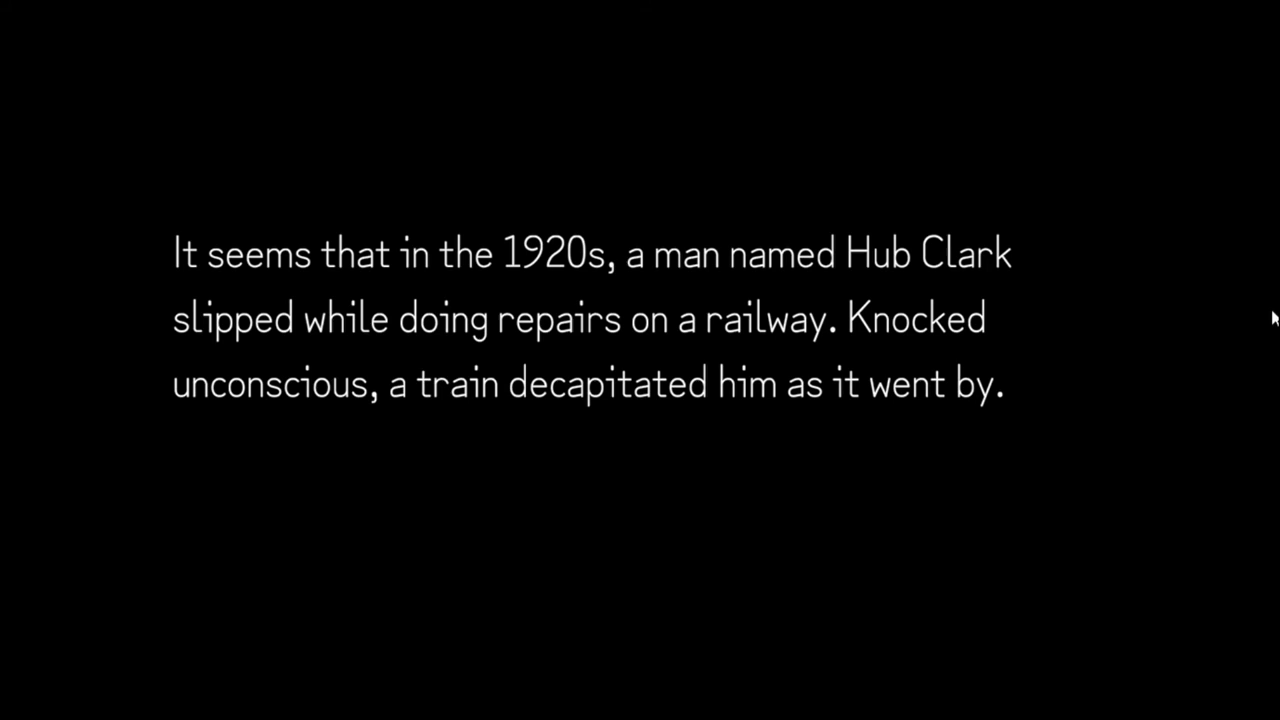 It seems that in the 1920s, a man named Hub Clark
slipped while doing repairs on a railway. Knocked
unconscious, a train decapitated him as it went by.